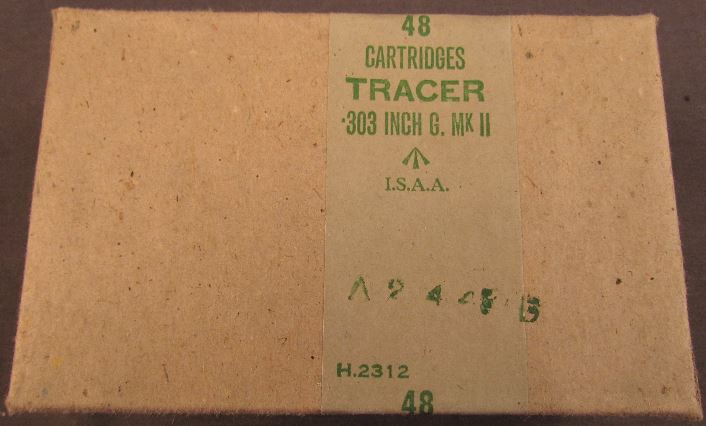 48
CARTRIDGES
TRACER
.303 INCH G. MK II
I.S.A.A.
H.2312
48